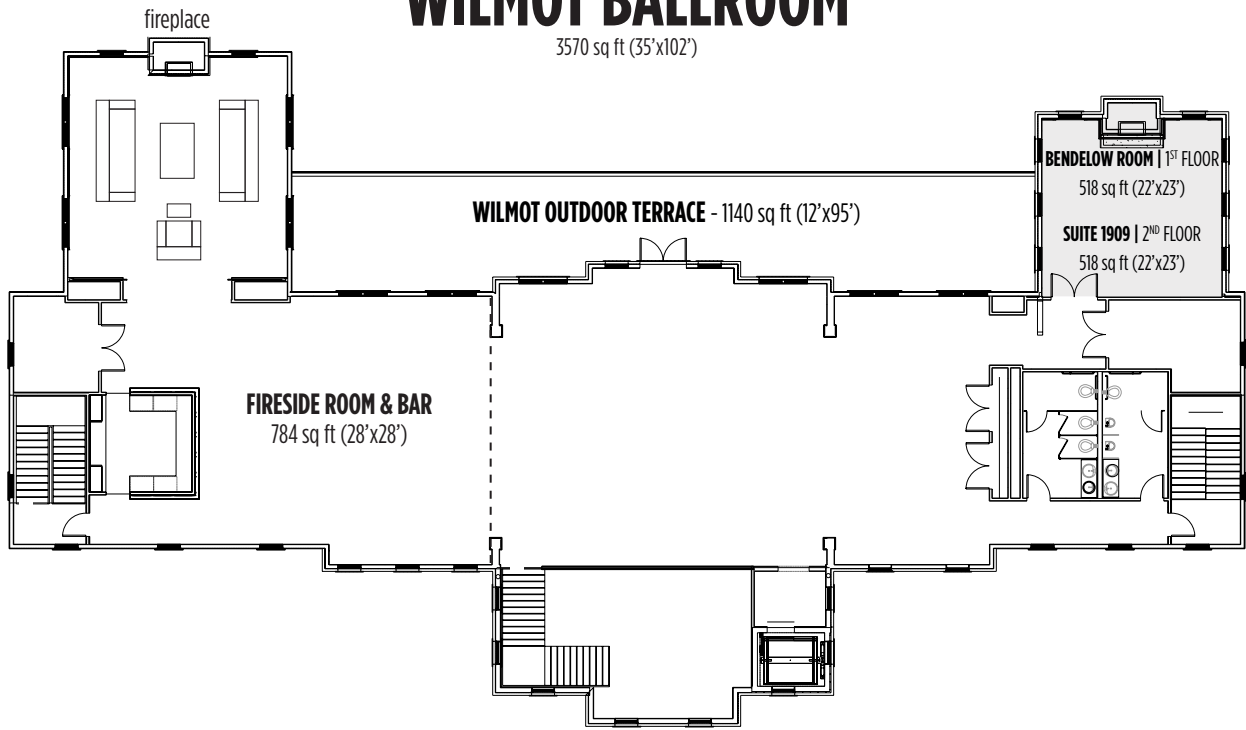 WILMOT BALLROOM
3570 sq ft (35’x102’)
fireplace
BENDELOW ROOM | 1ST FLOOR
518 sq ft (22’x23’)
WILMOT OUTDOOR TERRACE - 1140 sq ft (12’x95’)
SUITE 1909 | 2ND FLOOR
518 sq ft (22’x23’)
FIRESIDE ROOM & BAR
784 sq ft (28’x28’)